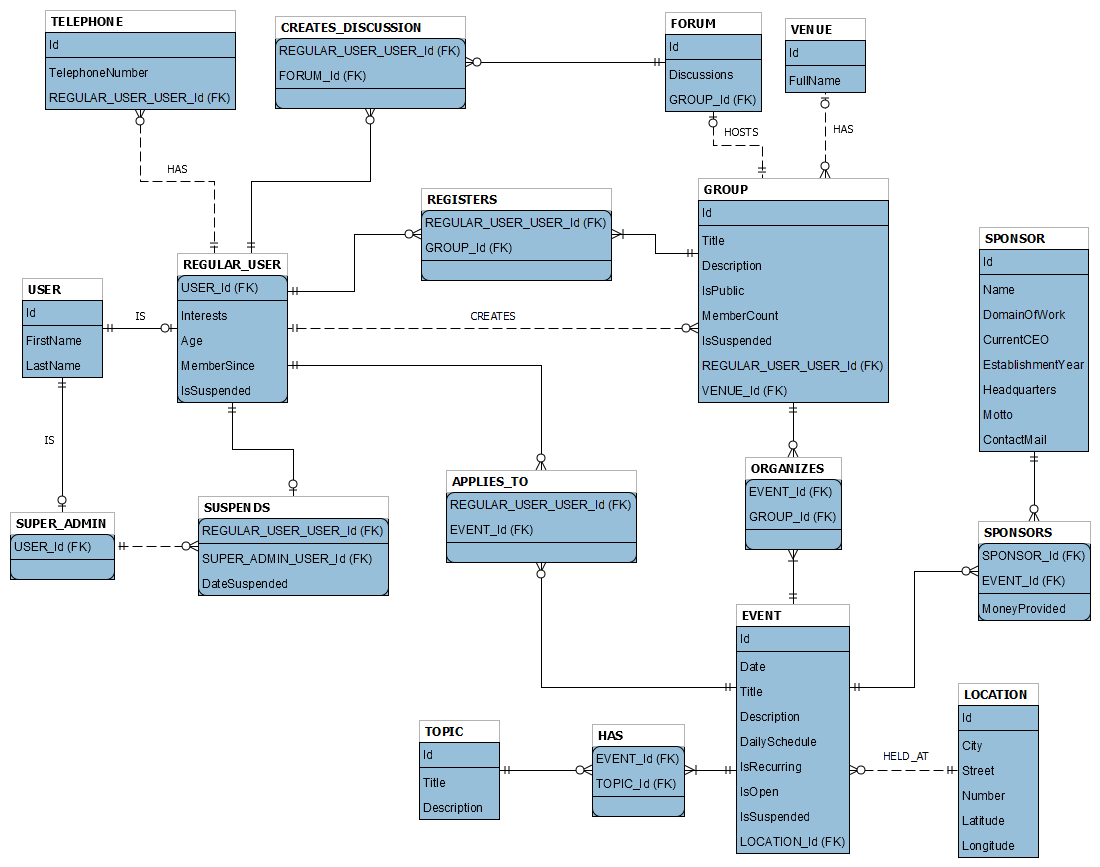 TELEPHONE
Id
TelephoneNumber
REGULAR_USER_USER_Id (FK)
CREATES_DISCUSSION
REGULAR_USER_USER_Id (FK)
FORUM_Id (FK)
FORUM
Id
Discussions
GROUP_Id (FK)
VENUE
Id
FullName
HOSTS
HAS
HAS
REGISTERS
REGULAR_USER_USER_Id (FK)
GROUP_Id (FK)
GROUP
Id
Title
Description
IsPublic
MemberCount
IsSuspended
REGULAR_USER_USER_Id (FK)
VENUE_Id (FK)
SPONSOR
Id
Name
DomainOfWork
CurrentCEO
EstablishmentYear
Headquarters
Motto
ContactMail
USER
Id
FirstName
LastName
IS
REGULAR_USER
USER_Id (FK)
Interests
Age
MemberSince
IsSuspended
CREATES
IS
SUPER_ADMIN
USER_Id (FK)
SUSPENDS
REGULAR_USER_USER_Id (FK)
SUPER_ADMIN_USER_Id (FK)
DateSuspended
APPLIES_TO
REGULAR_USER_USER_Id (FK)
EVENT_Id (FK)
ORGANIZES
EVENT_Id (FK)
GROUP_Id (FK)
SPONSORS
SPONSOR_Id (FK)
EVENT_Id (FK)
MoneyProvided
EVENT
Id
Date
Title
Description
DailySchedule
IsRecurring
IsOpen
IsSuspended
LOCATION_Id (FK)
TOPIC
Id
Title
Description
HAS
EVENT_Id (FK)
TOPIC_Id (FK)
HELD_AT
LOCATION
Id
City
Street
Number
Latitude
Longitude